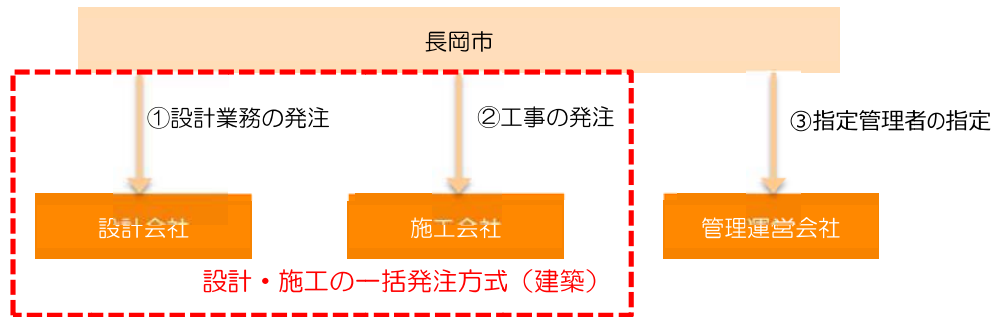 長岡市
①設計業務の発注
②工事の発注
③指定管理者の指定
設計会社
施工会社
管理運営会社
設計・施工の一括発注方式（建築）